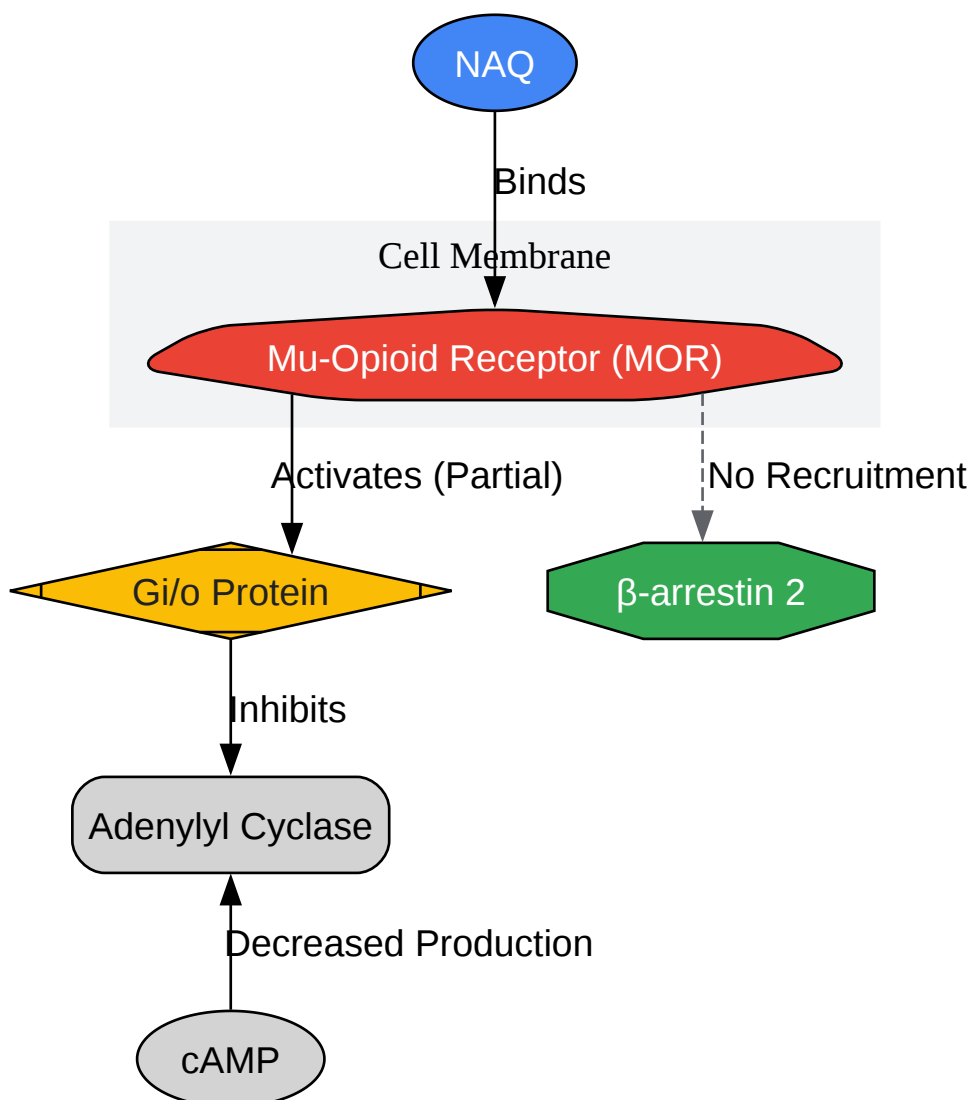 NAQ
Binds
Cell Membrane
Mu-Opioid Receptor (MOR)
Activates (Partial)
No Recruitment
Gi/o Protein
β-arrestin 2
Inhibits
Adenylyl Cyclase
Decreased Production
cAMP